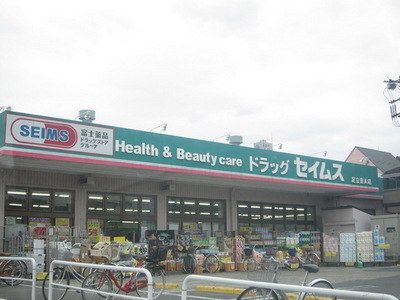 SEIMS
富士薬品
ドラッグストア
グループ
Health & Beauty care
ドラッグ セイムス